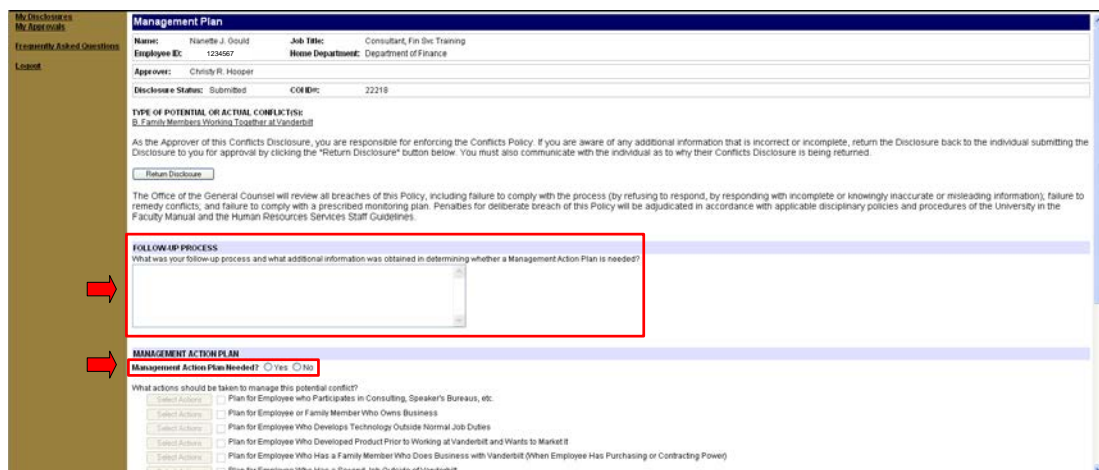 My Disclosures
My Approvals
Frequently Asked Questions
Logout
Management Plan
Name: Nanette J. Gould Job Title: Consultant, Fin Svc Training
Employee ID: 1234567 Home Department: Department of Finance
Approver: Christy R. Hooper
Disclosure Status: Submitted COI ID#: 22218
TYPE OF POTENTIAL OR ACTUAL CONFLICT(S):
B. Family Members Working Together at Vanderbilt
As the Approver of this Conflicts Disclosure, you are responsible for enforcing the Conflicts Policy. If you are aware of any additional information that is incorrect or incomplete, return the Disclosure back to the individual submitting the
Disclosure to you for approval by clicking the "Return Disclosure" button below. You must also communicate with the individual as to why their Conflicts Disclosure is being returned.
Return Disclosure
The Office of the General Counsel will review all breaches of this Policy, including failure to comply with the process (by refusing to respond, by responding with incomplete or knowingly inaccurate or misleading information); failure to
remedy conflicts; and failure to comply with a prescribed monitoring plan. Penalties for deliberate breach of this Policy will be adjudicated in accordance with applicable disciplinary policies and procedures of the University in the
Faculty Manual and the Human Resources Services Staff Guidelines.
FOLLOW-UP PROCESS
What was your follow-up process and what additional information was obtained in determining whether a Management Action Plan is needed?
MANAGEMENT ACTION PLAN
Management Action Plan Needed? Yes No
What actions should be taken to manage this potential conflict?
Select Actions Plan for Employee who Participates in Consulting, Speaker's Bureaus, etc.
Select Actions Plan for Employee or Family Member Who Owns Business
Select Actions Plan for Employee Who Develops Technology Outside Normal Job Duties
Select Actions Plan for Employee Who Developed Product Prior to Working at Vanderbilt and Wants to Market It
Select Actions Plan for Employee Who Has a Family Member Who Does Business with Vanderbilt (When Employee Has Purchasing or Contracting Power)
Plan for Employee Who Has a Second Job Outside of Vanderbilt